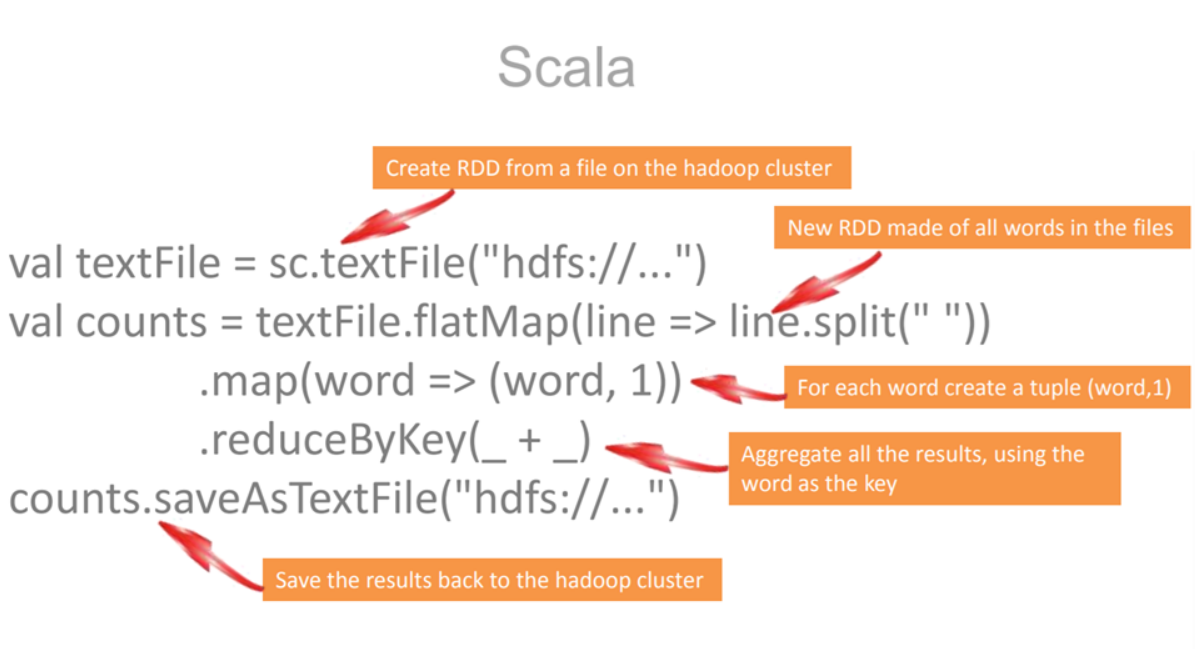 Scala
Create RDD from a file on the hadoop cluster
New RDD made of all words in the files
val textFile = sc.textFile("hdfs://...")
val counts = textFile.flatMap(line => line.split(" "))
.map(word => (word, 1))
For each word create a tuple (word,1)
.reduceByKey(_ + _)
Aggregate all the results, using the
word as the key
counts.saveAsTextFile("hdfs://...")
Save the results back to the hadoop cluster